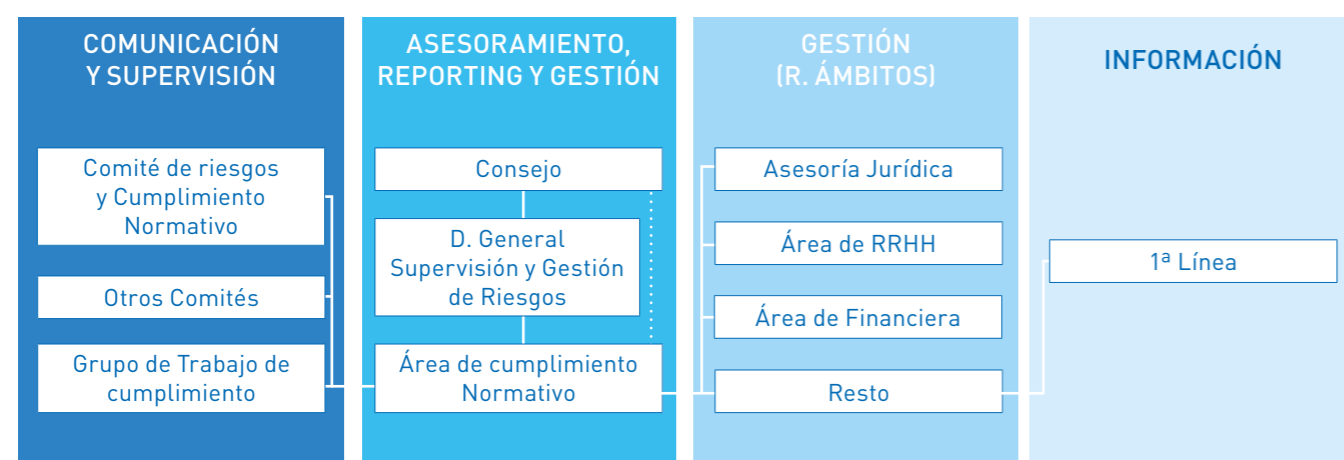 COMUNICACIÓN
Y SUPERVISIÓN
Comité de riesgos
y Cumplimiento
Normativo
Otros Comités
Grupo de Trabajo de
cumplimiento
ASESORAMIENTO,
REPORTING Y GESTIÓN
Consejo
D. General
Supervisión y Gestión
de Riesgos
Área de cumplimiento
Normativo
GESTIÓN
(R. ÁMBITOS)
Asesoría Jurídica
Área de RRHH
Área de Financiera
Resto
INFORMACIÓN
1ª Línea